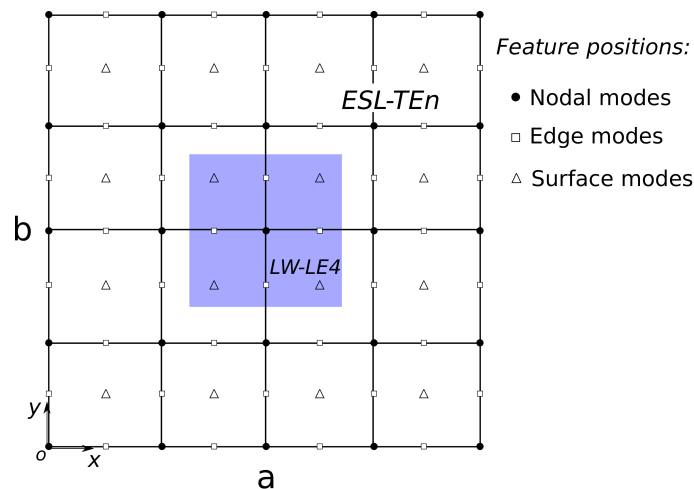 Feature positions:
Nodal modes
Edge modes
Surface modes
ESL-TEn
b
LW-LE4
y
o
x
a